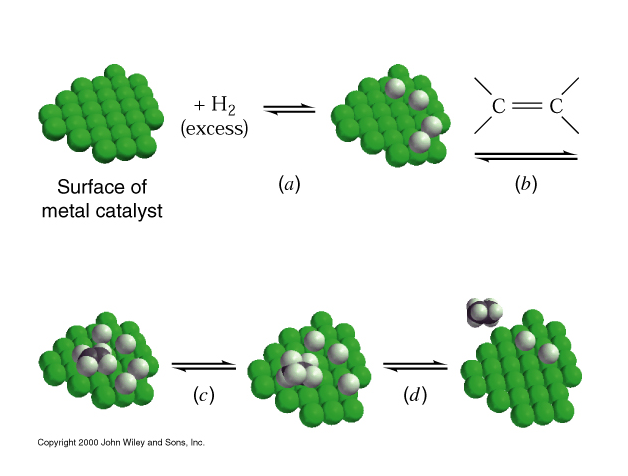 + H2
(excess)
C = C
Surface of
metal catalyst
(a)
(b)
(c)
(d)
Copyright 2000 John Wiley and Sons, Inc.